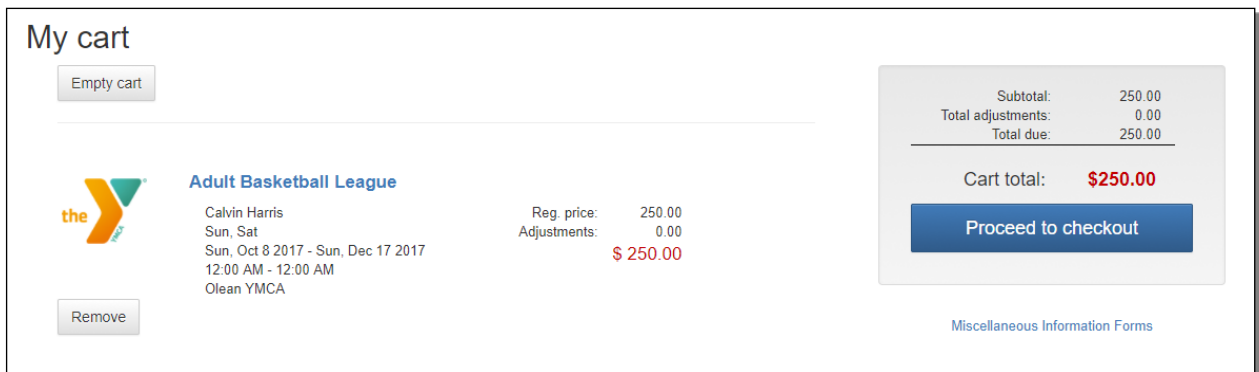 My cart
Empty cart
the
YMCA
Adult Basketball League
Calvin Harris
Sun, Sat
Sun, Oct 8 2017 - Sun, Dec 17 2017
12:00 AM - 12:00 AM
Olean YMCA
Reg. price: 250.00
Adjustments: 0.00
$ 250.00
Remove
Subtotal: 250.00
Total adjustments: 0.00
Total due: 250.00
Cart total: $250.00
Proceed to checkout
Miscellaneous Information Forms